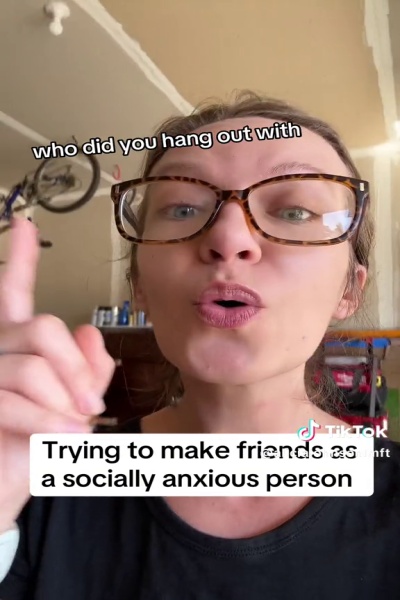 who did you hang out with
Trying to make friends as
a socially anxious person
TikTok